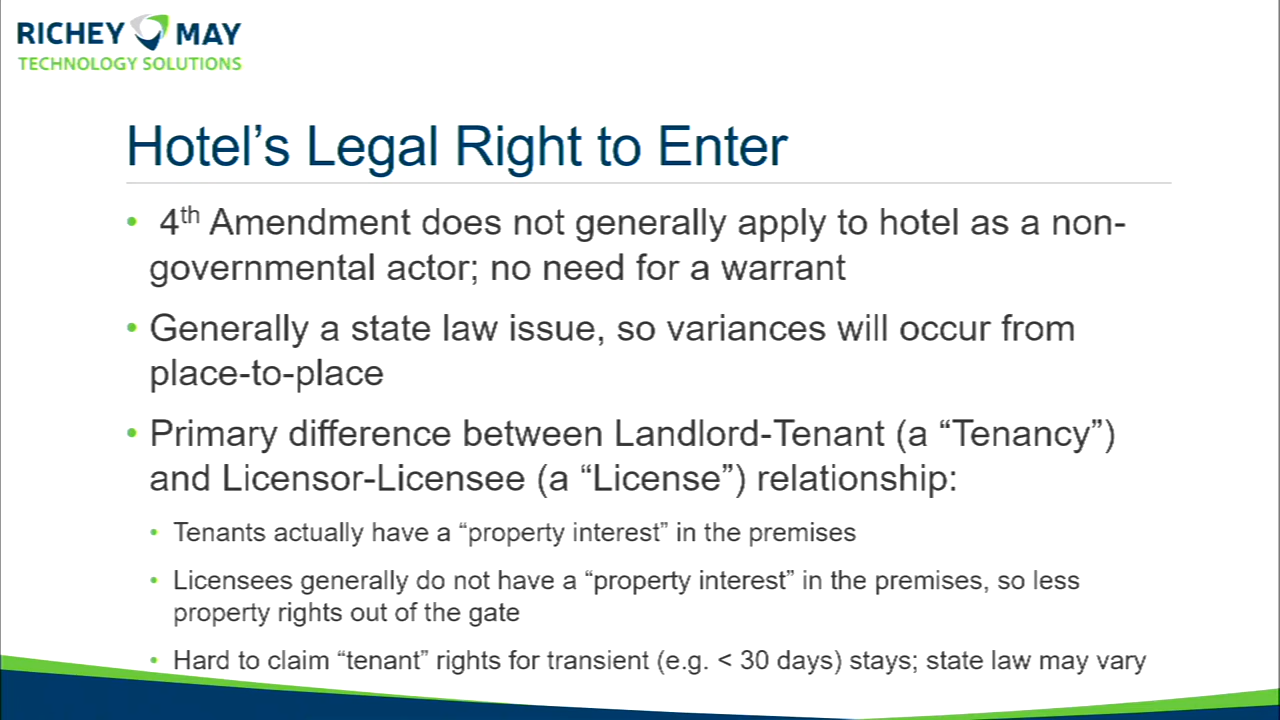 RICHEY MAY
TECHNOLOGY SOLUTIONS
Hotel’s Legal Right to Enter
• 4th Amendment does not generally apply to hotel as a non-
governmental actor; no need for a warrant
• Generally a state law issue, so variances will occur from
place-to-place
• Primary difference between Landlord-Tenant (a “Tenancy”)
and Licensor-Licensee (a “License”) relationship:
• Tenants actually have a “property interest” in the premises
• Licensees generally do not have a “property interest” in the premises, so less
property rights out of the gate
• Hard to claim “tenant” rights for transient (e.g. < 30 days) stays; state law may vary